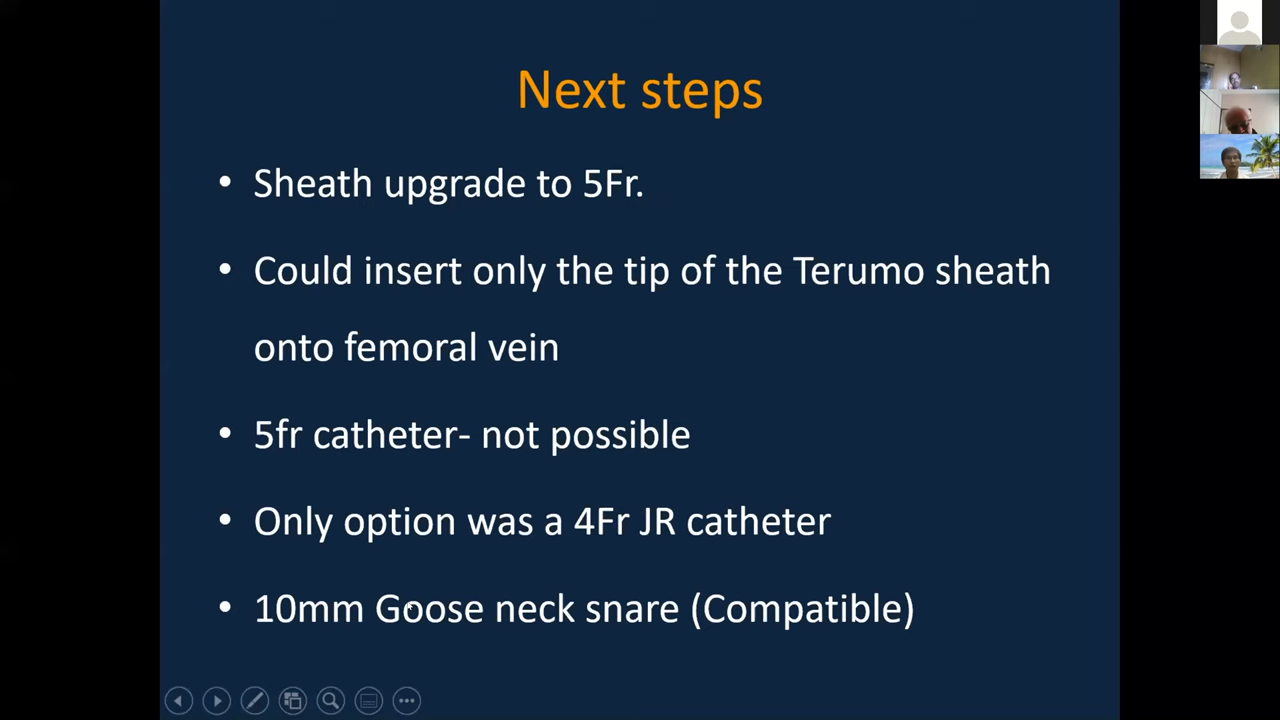 Next steps
• Sheath upgrade to 5Fr.
• Could insert only the tip of the Terumo sheath
onto femoral vein
• 5fr catheter- not possible
• Only option was a 4Fr JR catheter
• 10mm Goose neck snare (Compatible)